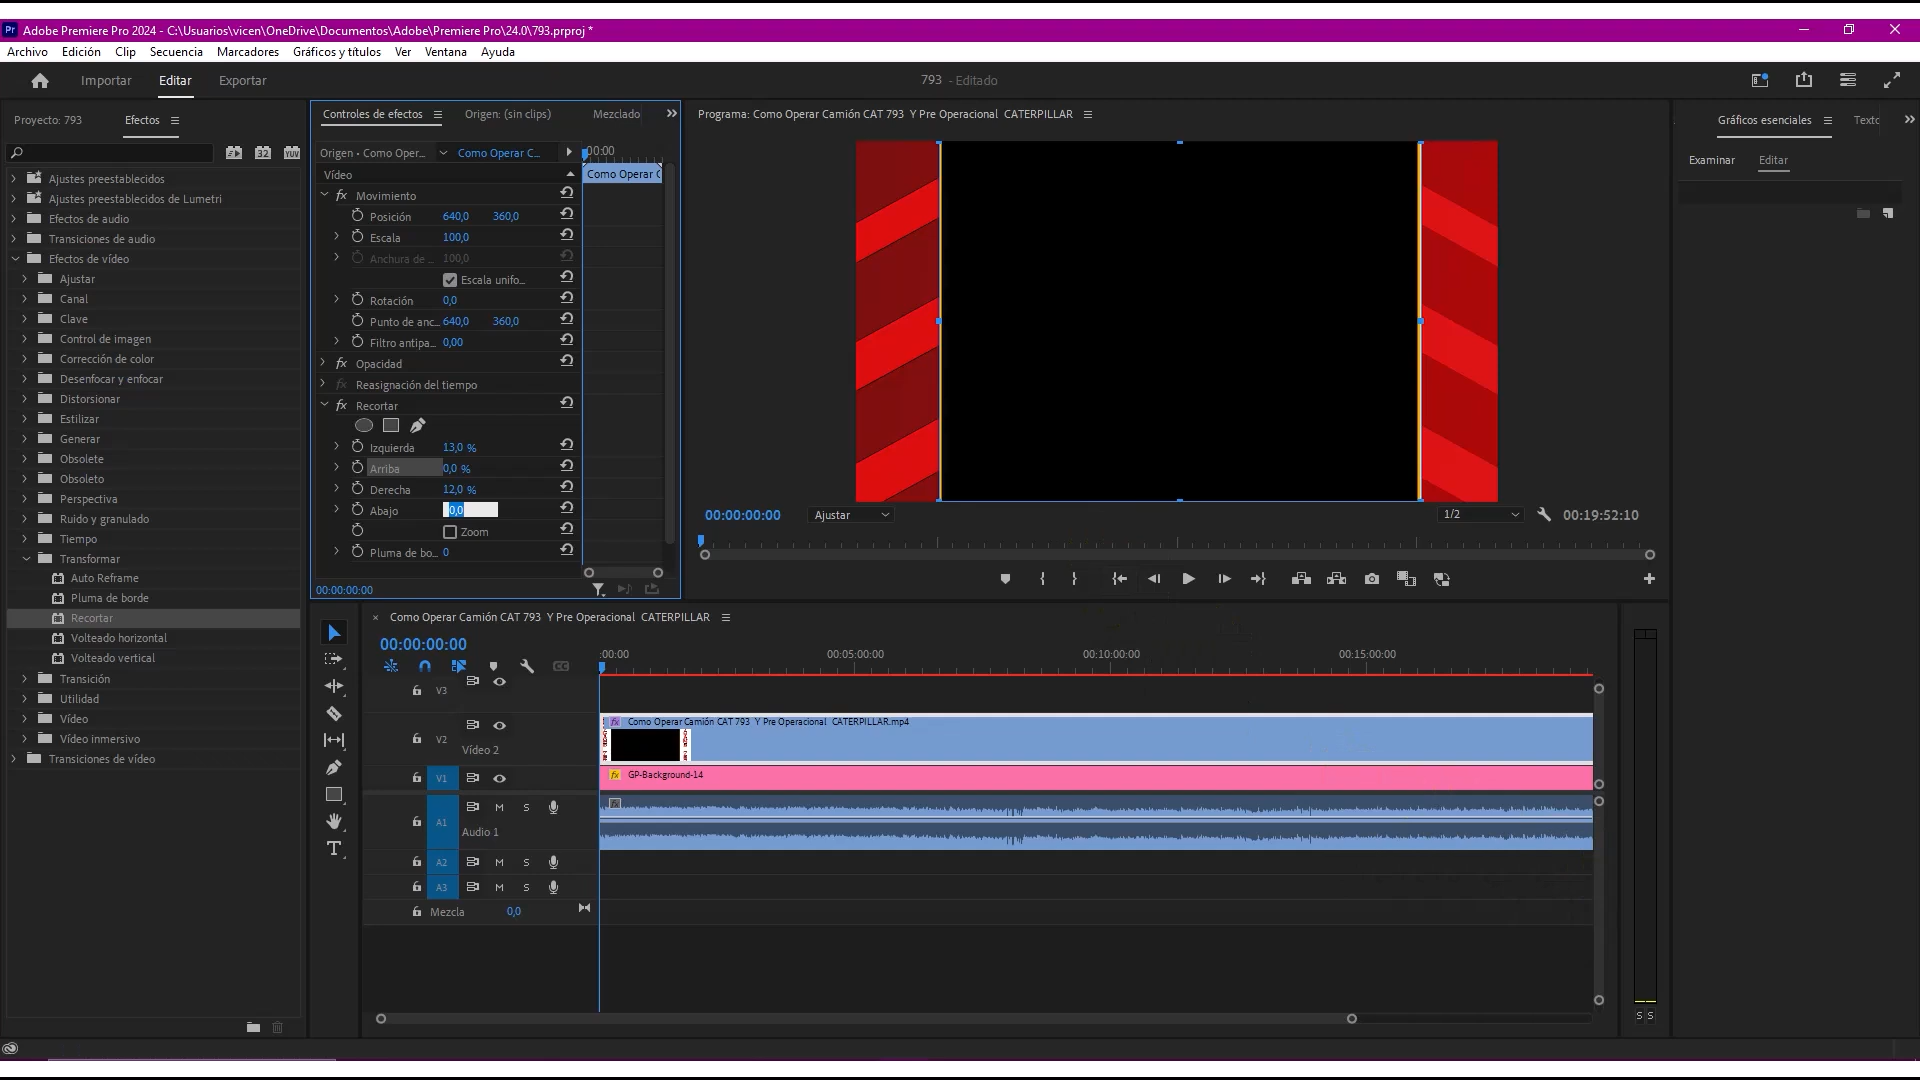 Adobe Premiere Pro 2024 - C:\Usuarios\vicen\OneDrive\Documentos\Adobe\Premiere Pro\24.0\793.prproj *
Archivo Edición Clip Secuencia Marcadores Gráficos y títulos Ver Ventana Ayuda
Importar Editar Exportar
793 - Editado
Proyecto: 793 Efectos
32 YUV
Ajustes preestablecidos
Ajustes preestablecidos de Lumetri
Efectos de audio
Transiciones de audio
Efectos de vídeo
Ajustar
Canal
Clave
Control de imagen
Corrección de color
Desenfocar y enfocar
Distorsionar
Estilizar
Generar
Obsolete
Obsoleto
Perspectiva
Ruido y granulado
Tiempo
Transformar
Auto Reframe
Pluma de borde
Recortar
Volteado horizontal
Volteado vertical
Transición
Utilidad
Vídeo
Vídeo inmersivo
Transiciones de vídeo
Controles de efectos Origen: (sin clips) Mezclado
Origen • Como Oper... Como Operar C... :00:00
Vídeo Como Operar C
fx Movimiento
Posición 640,0 360,0
Escala 100,0
Anchura de ... 100,0
Escala unifo...
Rotación 0,0
Punto de anc... 640,0 360,0
Filtro antipa... 0,00
fx Opacidad
fx Reasignación del tiempo
fx Recortar
Izquierda 13,0 %
Arriba 0,0 %
Derecha 12,0 %
Abajo 0,0
Zoom
Pluma de bo... 0
00:00:00:00
Programa: Como Operar Camión CAT 793 Y Pre Operacional CATERPILLAR
00:00:00:00 Ajustar 1/2 00:19:52:10
Gráficos esenciales Texto
Examinar Editar
× Como Operar Camión CAT 793 Y Pre Operacional CATERPILLAR
00:00:00:00
:00:00 00:05:00:00 00:10:00:00 00:15:00:00
CC
V3
V2 Vídeo 2
fx Como Operar Camión CAT 793 Y Pre Operacional CATERPILLAR.mp4
V1 fx GP-Background-14
A1 M S
Audio 1
A2 M S
A3 M S
Mezcla 0,0
S S